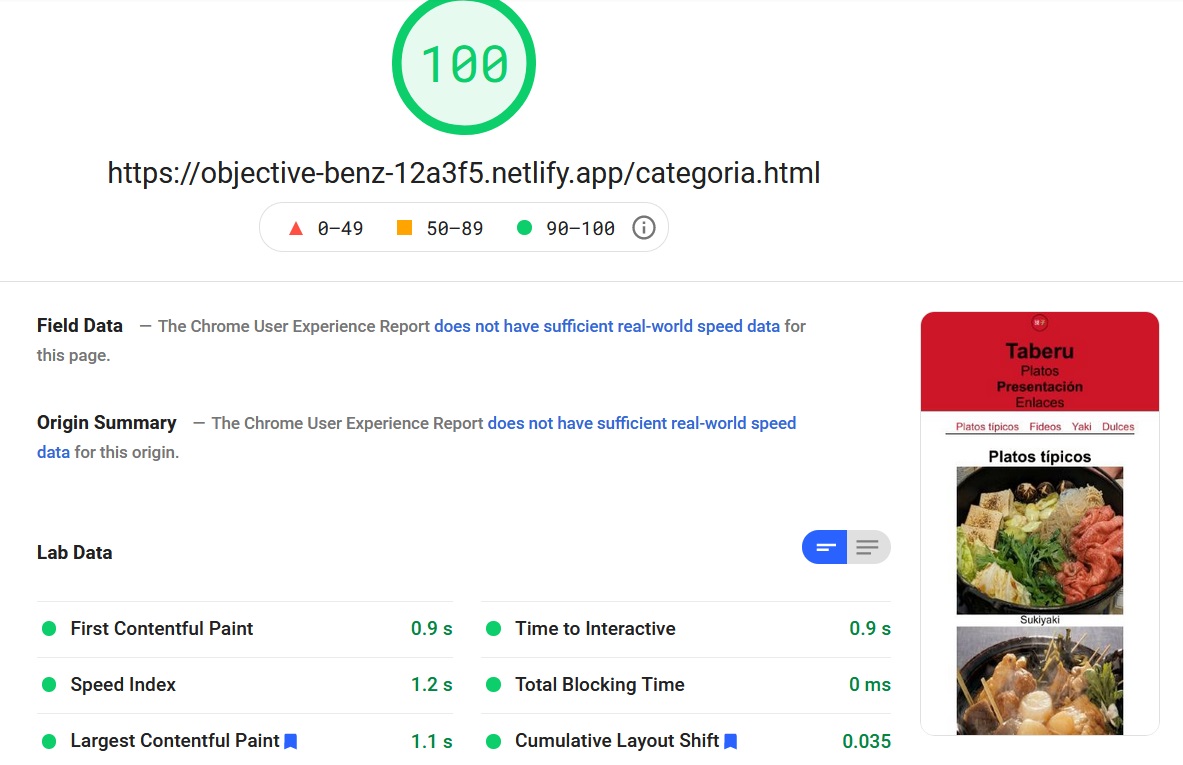 100
https://objective-benz-12a3f5.netlify.app/categoria.html
0–49 50–89 90–100
Field Data — The Chrome User Experience Report does not have sufficient real-world speed data for
this page.
Origin Summary — The Chrome User Experience Report does not have sufficient real-world speed
data for this origin.
Lab Data
First Contentful Paint 0.9 s
Time to Interactive 0.9 s
Speed Index 1.2 s
Total Blocking Time 0 ms
Largest Contentful Paint 1.1 s
Cumulative Layout Shift 0.035
Taberu
Platos
Presentación
Enlaces
Platos típicos Fideos Yaki Dulces
Platos típicos
Sukiyaki